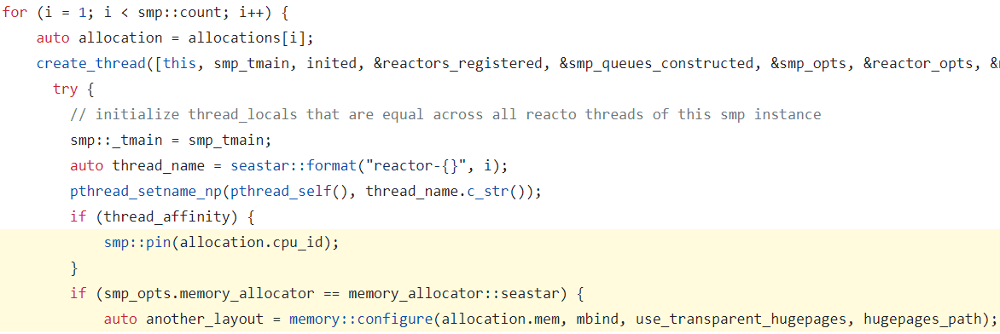 for (i = 1; i < smp::count; i++) {
auto allocation = allocations[i];
create_thread([this, smp_tmain, inited, &reactors_registered, &smp_queues_constructed, &smp_opts, &reactor_opts, &
try {
// initialize thread_locals that are equal across all reacto threads of this smp instance
smp::_tmain = smp_tmain;
auto thread_name = seastar::format("reactor-{}", i);
pthread_setname_np(pthread_self(), thread_name.c_str());
if (thread_affinity) {
smp::pin(allocation.cpu_id);
}
if (smp_opts.memory_allocator == memory_allocator::seastar) {
auto another_layout = memory::configure(allocation.mem, mbind, use_transparent_hugepages, hugepages_path);